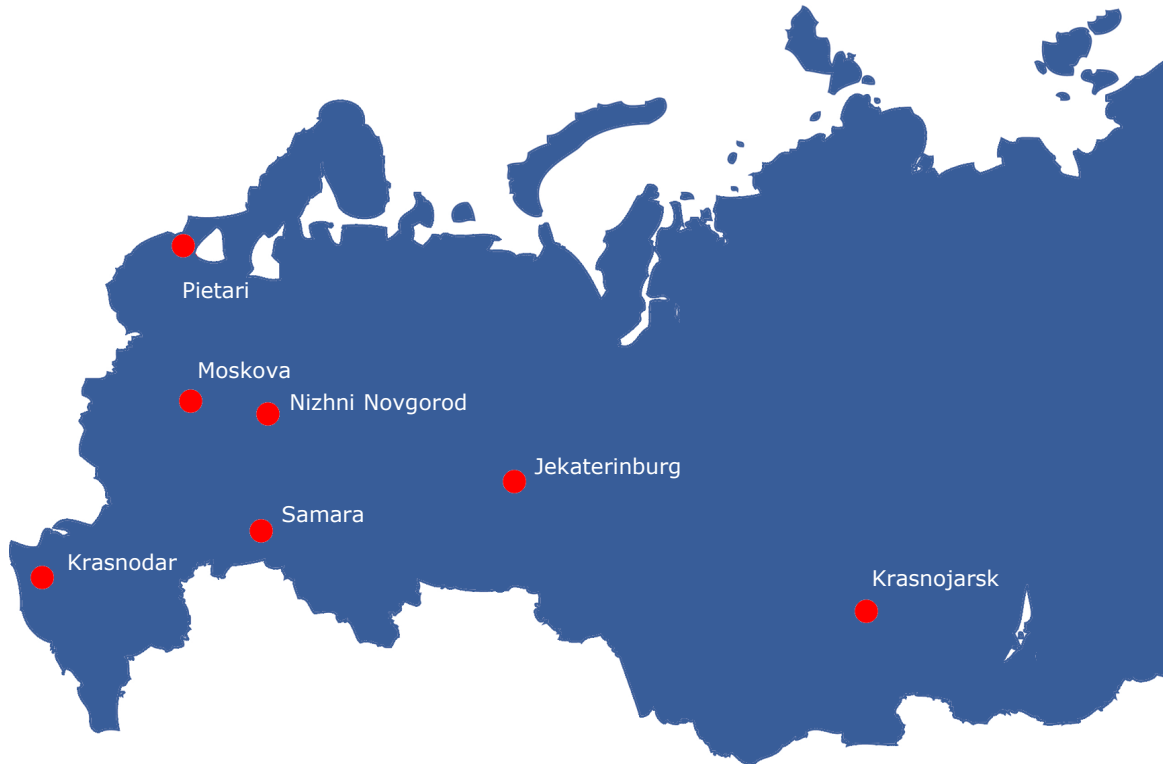 Pietari
Moskova
Nizhni Novgorod
Jekaterinburg
Samara
Krasnodar
Krasnojarsk